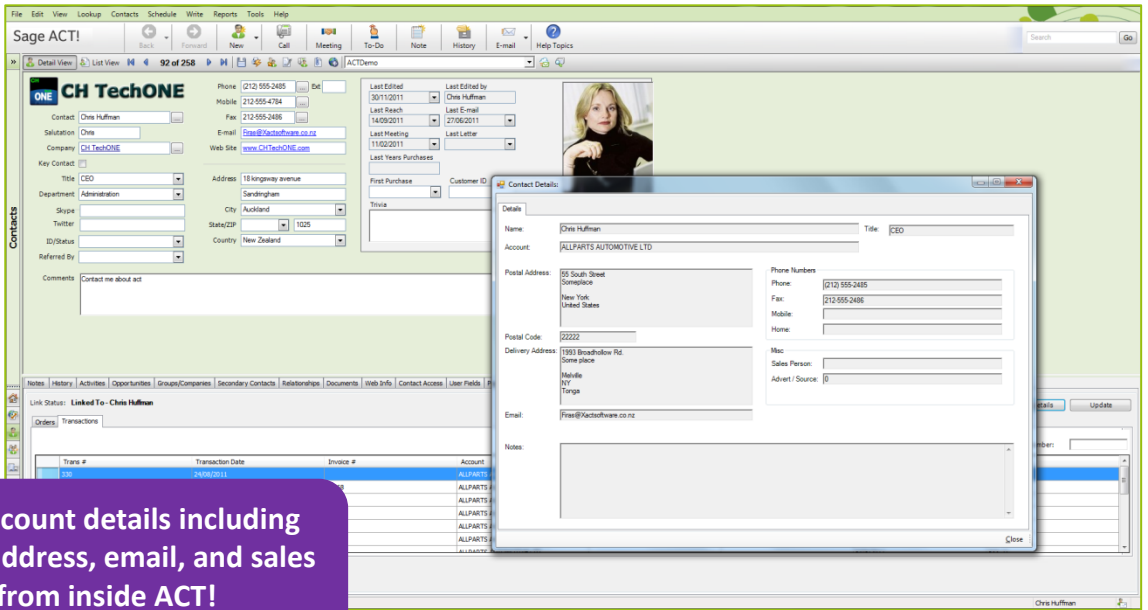 File Edit View Lookup Contacts Schedule Write Reports Tools Help
Sage ACT! Back Forward New Call Meeting To-Do Note History E-mail Help Topics Search Go
Detail View List View 92 of 258 ACTDemo
CH
ONE CH TechONE
Contact Chris Huffman
Salutation Chris
Company CH TechONE
Key Contact
Title CEO
Department Administration
Skype
Twitter
ID/Status
Referred By
Comments Contact me about act
Phone (212) 555-2485 Ext
Mobile 212-555-4784
Fax 212-555-2486
E-mail Firas@Xactsoftware.co.nz
Web Site www.CHTechONE.com
Address 18 kingsway avenue
Sandringham
City Auckland
State/ZIP 1025
Country New Zealand
Last Edited Last Edited by
30/11/2011 Chris Huffman
Last Reach Last E-mail
14/09/2011 27/06/2011
Last Meeting Last Letter
11/02/2011
Last Years Purchases
First Purchase Customer ID
Trivia
Contacts
Contact Details:
Details
Name: Chris Huffman Title: CEO
Account: ALLPARTS AUTOMOTIVE LTD
Postal Address: 55 South Street
Someplace
New York
United States
Postal Code: 22222
Delivery Address: 1993 Broadhollow Rd.
Some place
Melville
NY
Tonga
Email: Firas@Xactsoftware.co.nz
Notes:
Phone Numbers
Phone: (212) 555-2485
Fax: 212-555-2486
Mobile:
Home:
Misc
Sales Person:
Advert / Source: 0
Close
Notes History Activities Opportunities Groups/Companies Secondary Contacts Relationships Documents Web Info Contact Access User Fields
Link Status: Linked To - Chris Huffman
Update
Orders Transactions
Trans # Transaction Date Invoice # Account
330 24/08/2011 ALLPARTS
ALLPARTS
ALLPARTS
ALLPARTS
ALLPARTS
ALLPARTS
count details including
ddress, email, and sales
from inside ACT!
Chris Huffman